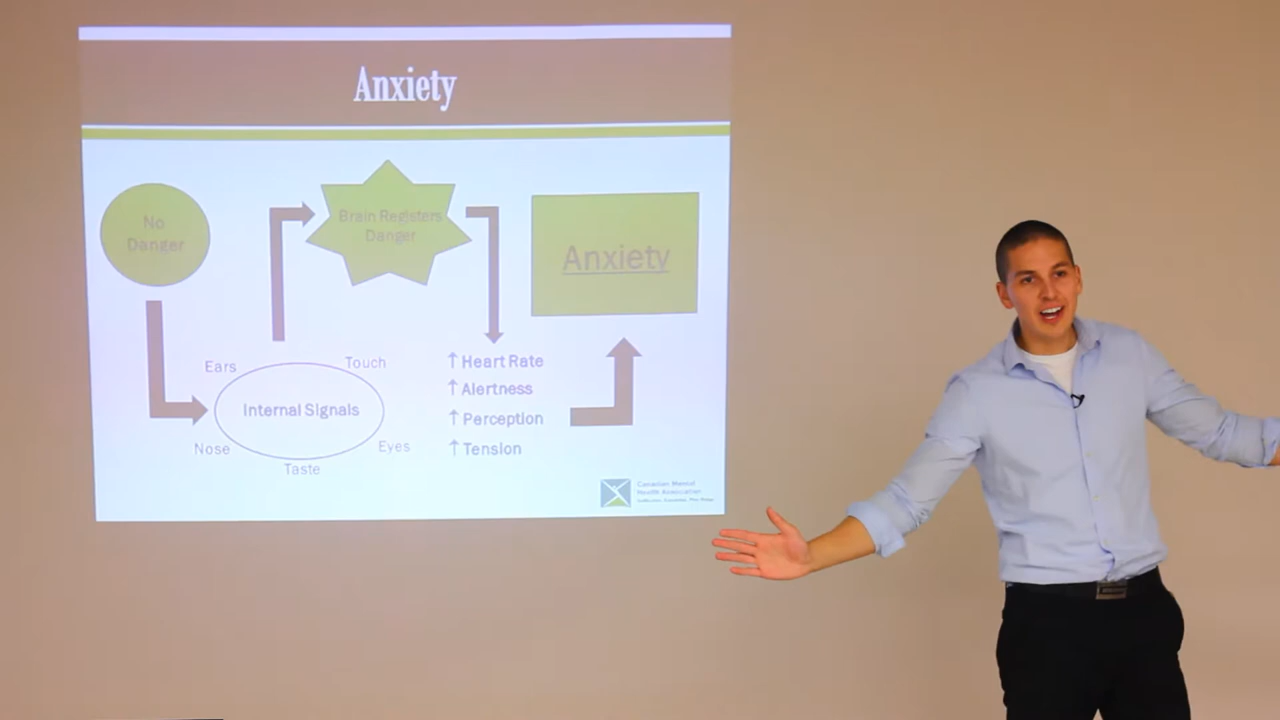 Anxiety
No
Danger
Brain Registers
Danger
Anxiety
Ears
Touch
Internal Signals
Nose
Eyes
Taste
↑ Heart Rate
↑ Alertness
↑ Perception
↑ Tension
Canadian Mental
Health Association